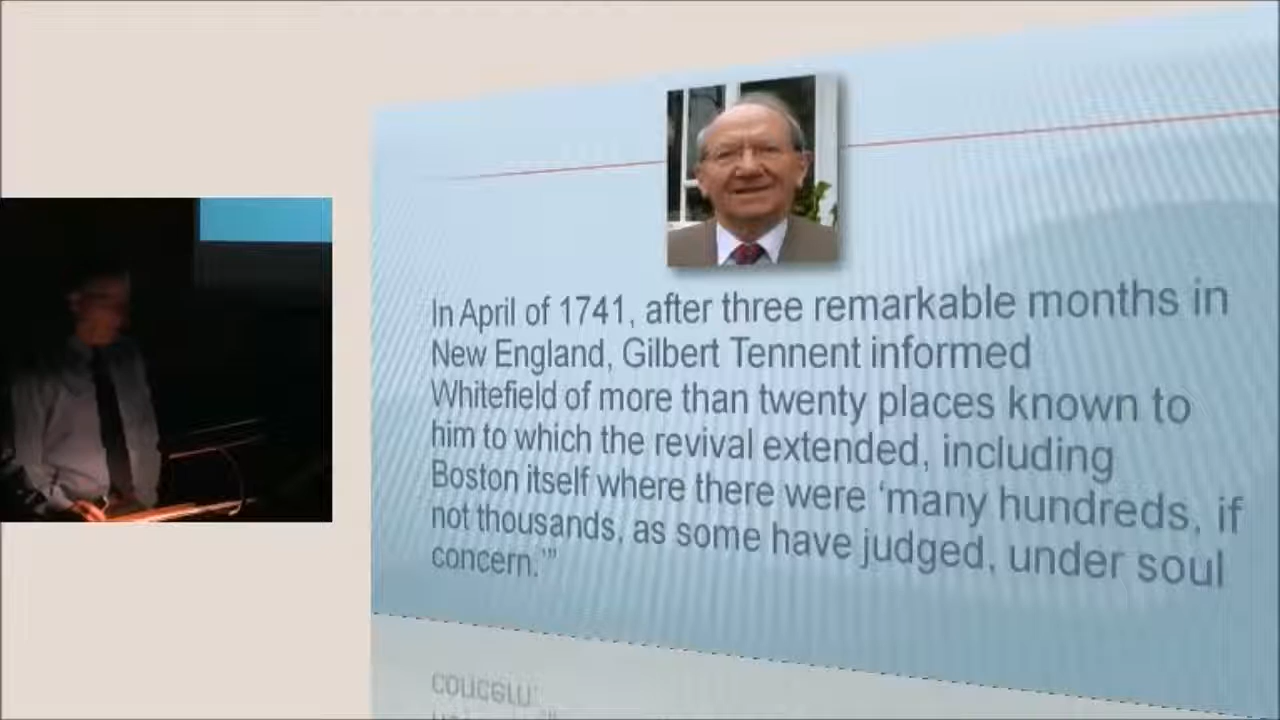 In April of 1741, after three remarkable months in
New England, Gilbert Tennent informed
Whitefield of more than twenty places known to
him to which the revival extended, including
Boston itself where there were ‘many hundreds, if
not thousands, as some have judged, under soul
concern.’”